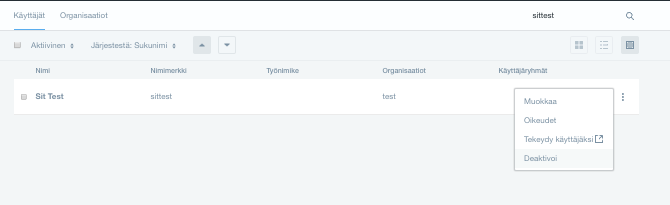 Käyttäjät Organisaatiot sittest
Aktiivinen Järjestestä: Sukunimi
Nimi Nimimerkki Työnimike Organisaatiot Käyttäjäryhmät
Sit Test sittest test
Muokkaa
Oikeudet
Tekeydy käyttäjäksi
Deaktivoi